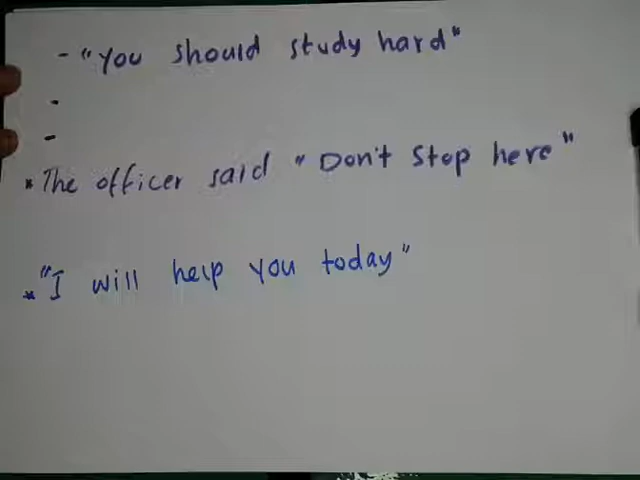 - "You should study hard"
-
-
* The officer said "Don't stop here"
* "I will help you today"